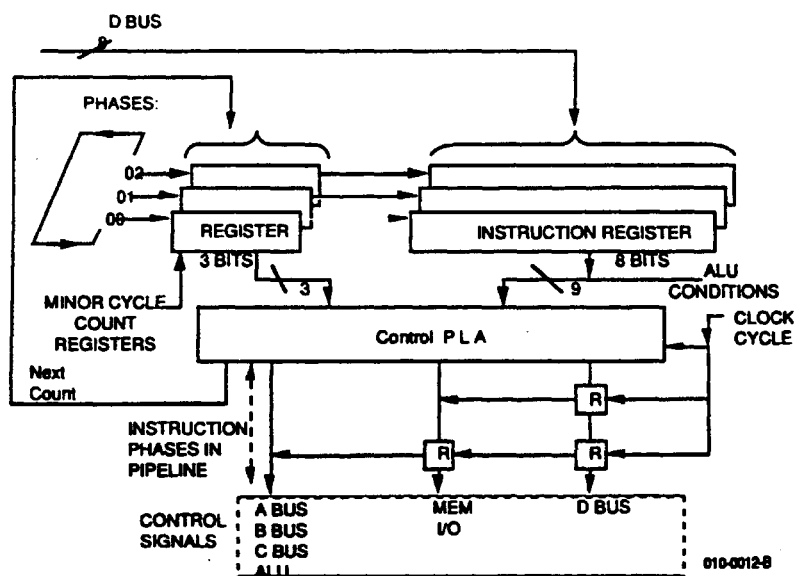 D BUS
8
PHASES:
02
01
00
REGISTER
3 BITS
INSTRUCTION REGISTER
8 BITS
3
9
ALU
CONDITIONS
MINOR CYCLE
COUNT
REGISTERS
Control P L A
CLOCK
CYCLE
Next
Count
R
INSTRUCTION
PHASES IN
PIPELINE
R
R
CONTROL
SIGNALS
A BUS
B BUS
C BUS
ALU
MEM
I/O
D BUS
010-0012-B